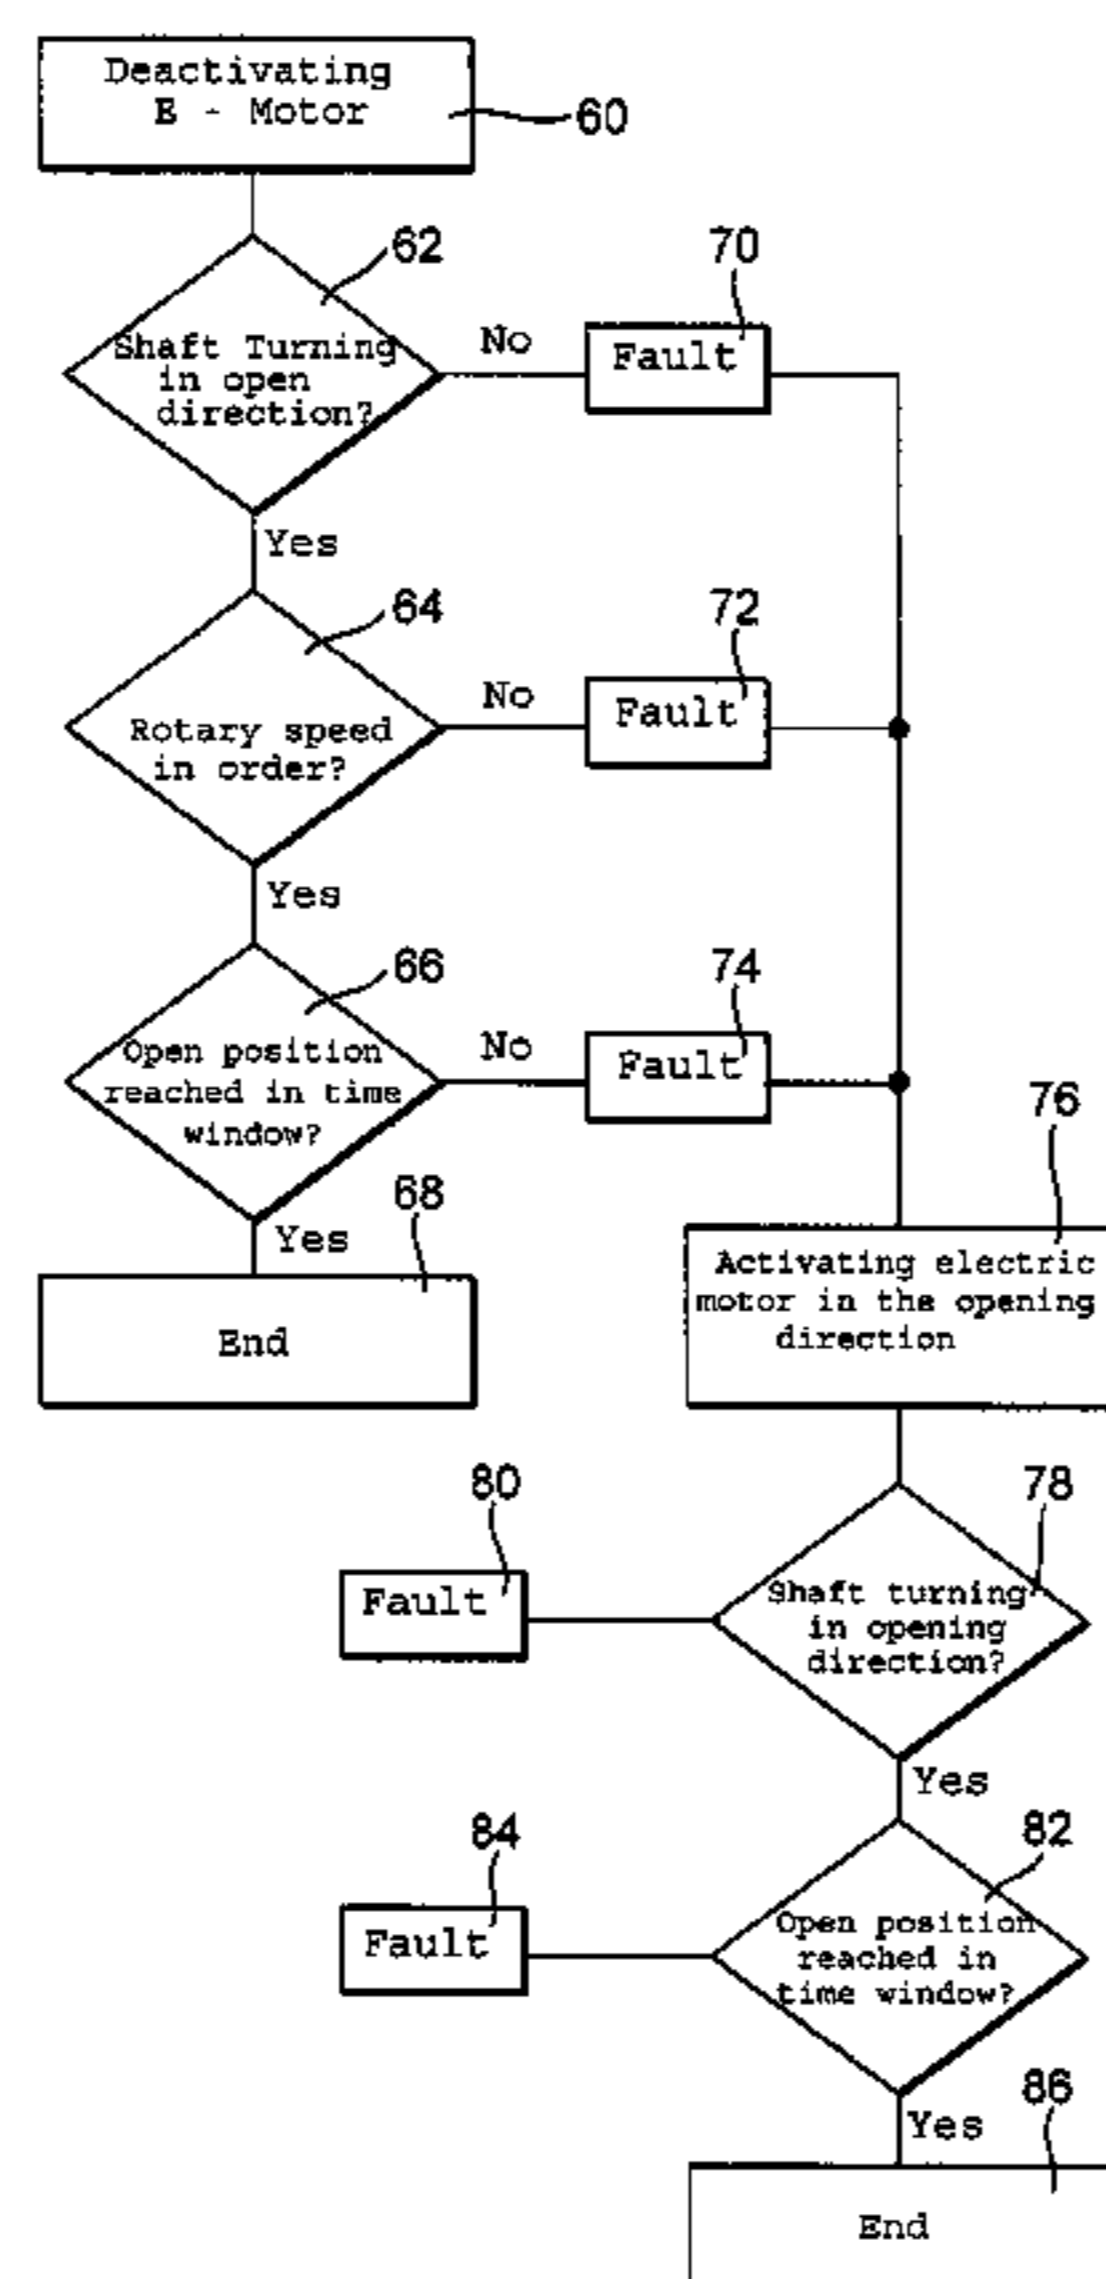 Deactivating
E - Motor
60
62
Shaft Turning
in open
direction?
No
70
Fault
Yes
64
Rotary speed
in order?
No
72
Fault
Yes
66
Open position
reached in time
window?
No
74
Fault
Yes
68
End
76
Activating electric
motor in the opening
direction
78
Shaft turning
in opening
direction?
80
Fault
Yes
82
Open position
reached in
time window?
84
Fault
Yes
86
End